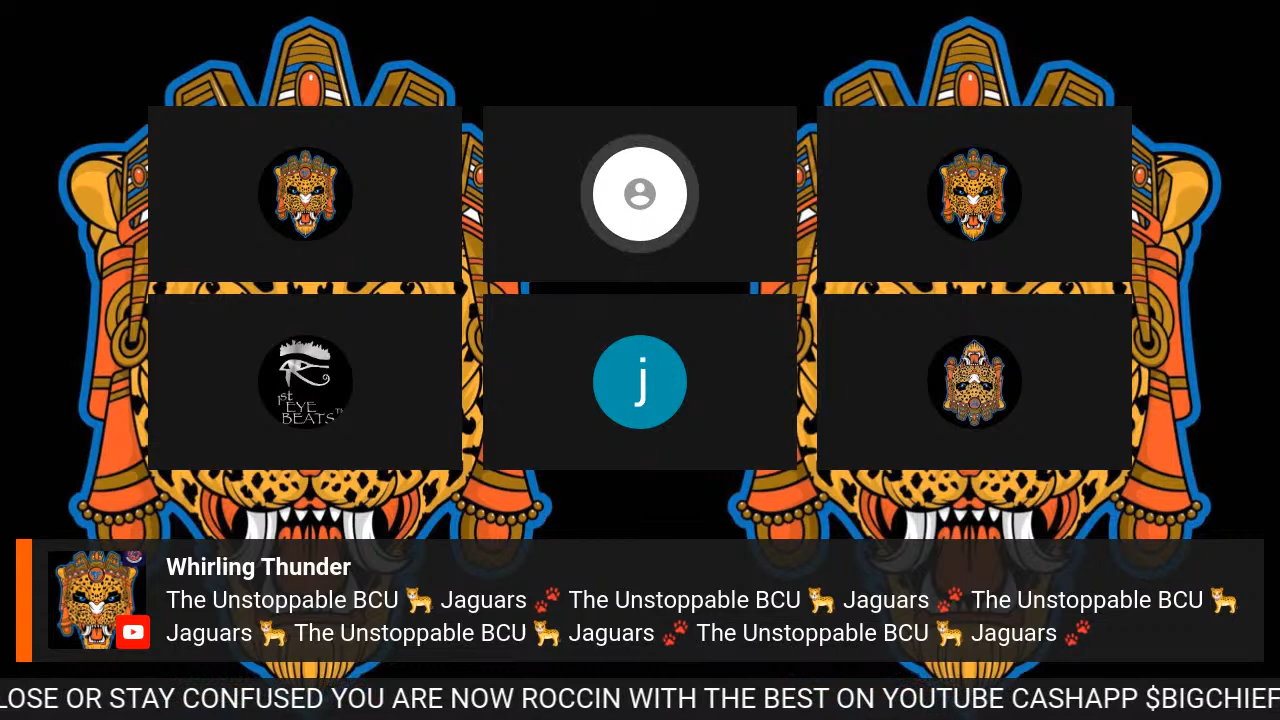 1st
EYE
BEATS™
j
Whirling Thunder
The Unstoppable BCU 🐆 Jaguars 🐾 The Unstoppable BCU 🐆 Jaguars 🐾 The Unstoppable BCU 🐆
Jaguars 🐆 The Unstoppable BCU 🐆 Jaguars 🐾 The Unstoppable BCU 🐆 Jaguars 🐾
LOSE OR STAY CONFUSED YOU ARE NOW ROCCIN WITH THE BEST ON YOUTUBE CASHAPP $BIGCHIEF